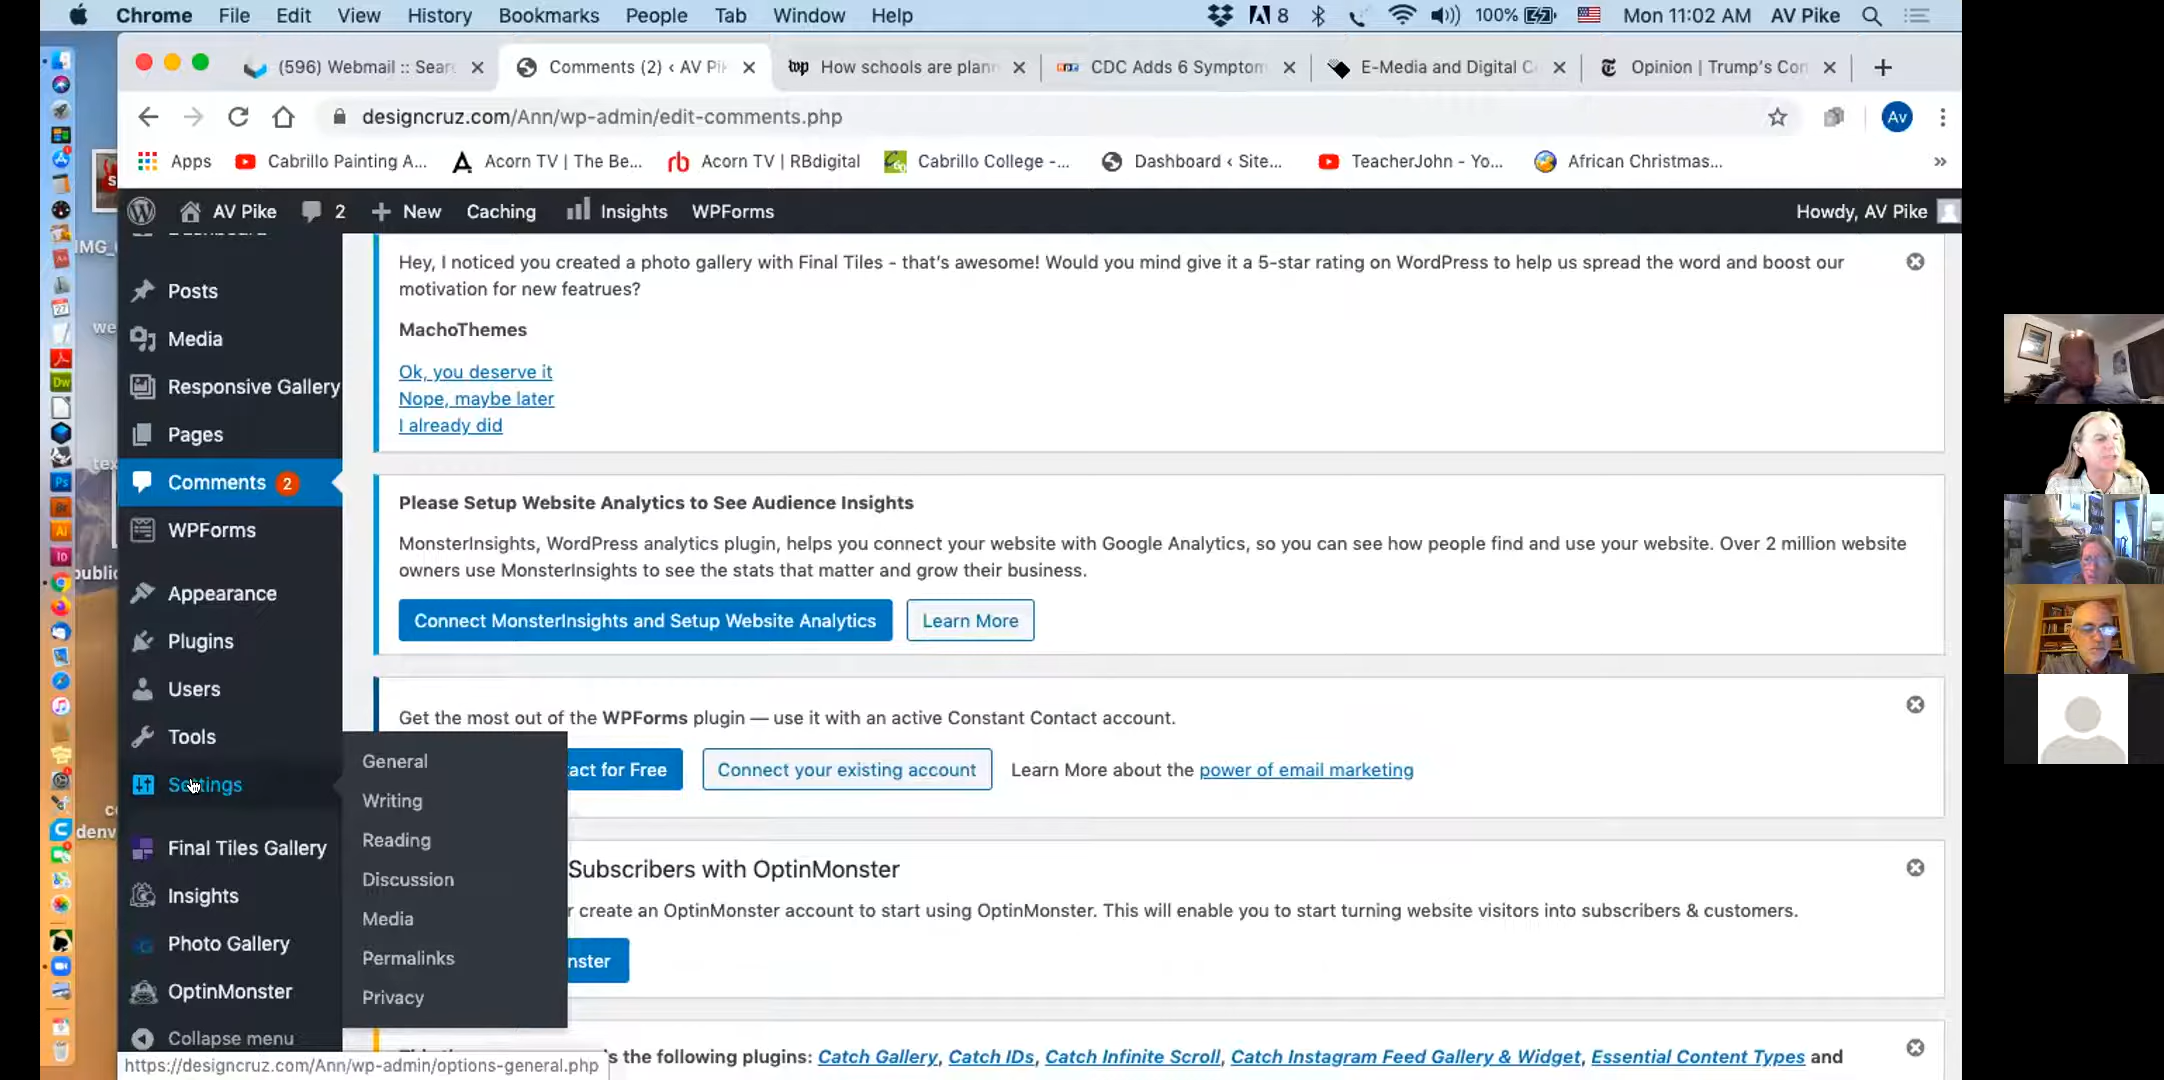 Chrome File Edit View History Bookmarks People Tab Window Help 8 100% Mon 11:02 AM AV Pike
(596) Webmail :: Sear Comments (2) ‹ AV Pi How schools are plan CDC Adds 6 Symptom E-Media and Digital C Opinion | Trump's Con
designcruz.com/Ann/wp-admin/edit-comments.php Av
Apps Cabrillo Painting A... Acorn TV | The Be... Acorn TV | RBdigital Cabrillo College -... Dashboard ‹ Site... TeacherJohn - Yo... African Christmas... »
AV Pike 2 New Caching Insights WPForms Howdy, AV Pike
Posts
Media
Responsive Gallery
Pages
Comments 2
WPForms
Appearance
Plugins
Users
Tools
Settings
Final Tiles Gallery
Insights
Photo Gallery
OptinMonster
Collapse menu
General
Writing
Reading
Discussion
Media
Permalinks
Privacy
Hey, I noticed you created a photo gallery with Final Tiles - that's awesome! Would you mind give it a 5-star rating on WordPress to help us spread the word and boost our
motivation for new featrues?
MachoThemes
Ok, you deserve it
Nope, maybe later
I already did
Please Setup Website Analytics to See Audience Insights
MonsterInsights, WordPress analytics plugin, helps you connect your website with Google Analytics, so you can see how people find and use your website. Over 2 million website
owners use MonsterInsights to see the stats that matter and grow their business.
Connect MonsterInsights and Setup Website Analytics Learn More
Get the most out of the WPForms plugin — use it with an active Constant Contact account.
act for Free Connect your existing account Learn More about the power of email marketing
Subscribers with OptinMonster
r create an OptinMonster account to start using OptinMonster. This will enable you to start turning website visitors into subscribers & customers.
nster
s the following plugins: Catch Gallery, Catch IDs, Catch Infinite Scroll, Catch Instagram Feed Gallery & Widget, Essential Content Types and
https://designcruz.com/Ann/wp-admin/options-general.php